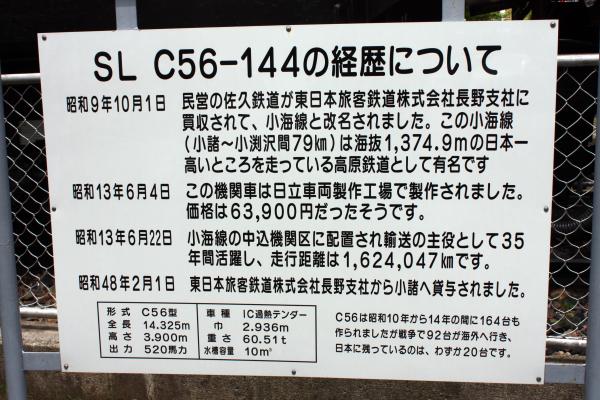 SL C56-144の経歴について
昭和9年10月1日 民営の佐久鉄道が東日本旅客鉄道株式会社長野支社に
買収されて、小海線と改名されました。この小海線
(小諸～小渕沢間79㎞)は海抜1,374.9mの日本一
高いところを走っている高原鉄道として有名です
昭和13年6月4日 この機関車は日立車両製作工場で製作されました。
価格は63,900円だったそうです。
昭和13年6月22日 小海線の中込機関区に配置され輸送の主役として35
年間活躍し、走行距離は1,624,047㎞です。
昭和48年2月1日 東日本旅客鉄道株式会社長野支社から小諸へ貸与されました。
形式 C56型 車種 IC過熱テンダー
全長 14.325m 巾 2.936m
高さ 3.900m 重さ 60.51t
出力 520馬力 水槽容量 10㎥
C56は昭和10年から14年の間に164台も
作られましたが戦争で92台が海外へ行き、
日本に残っているのは、わずか20台です。